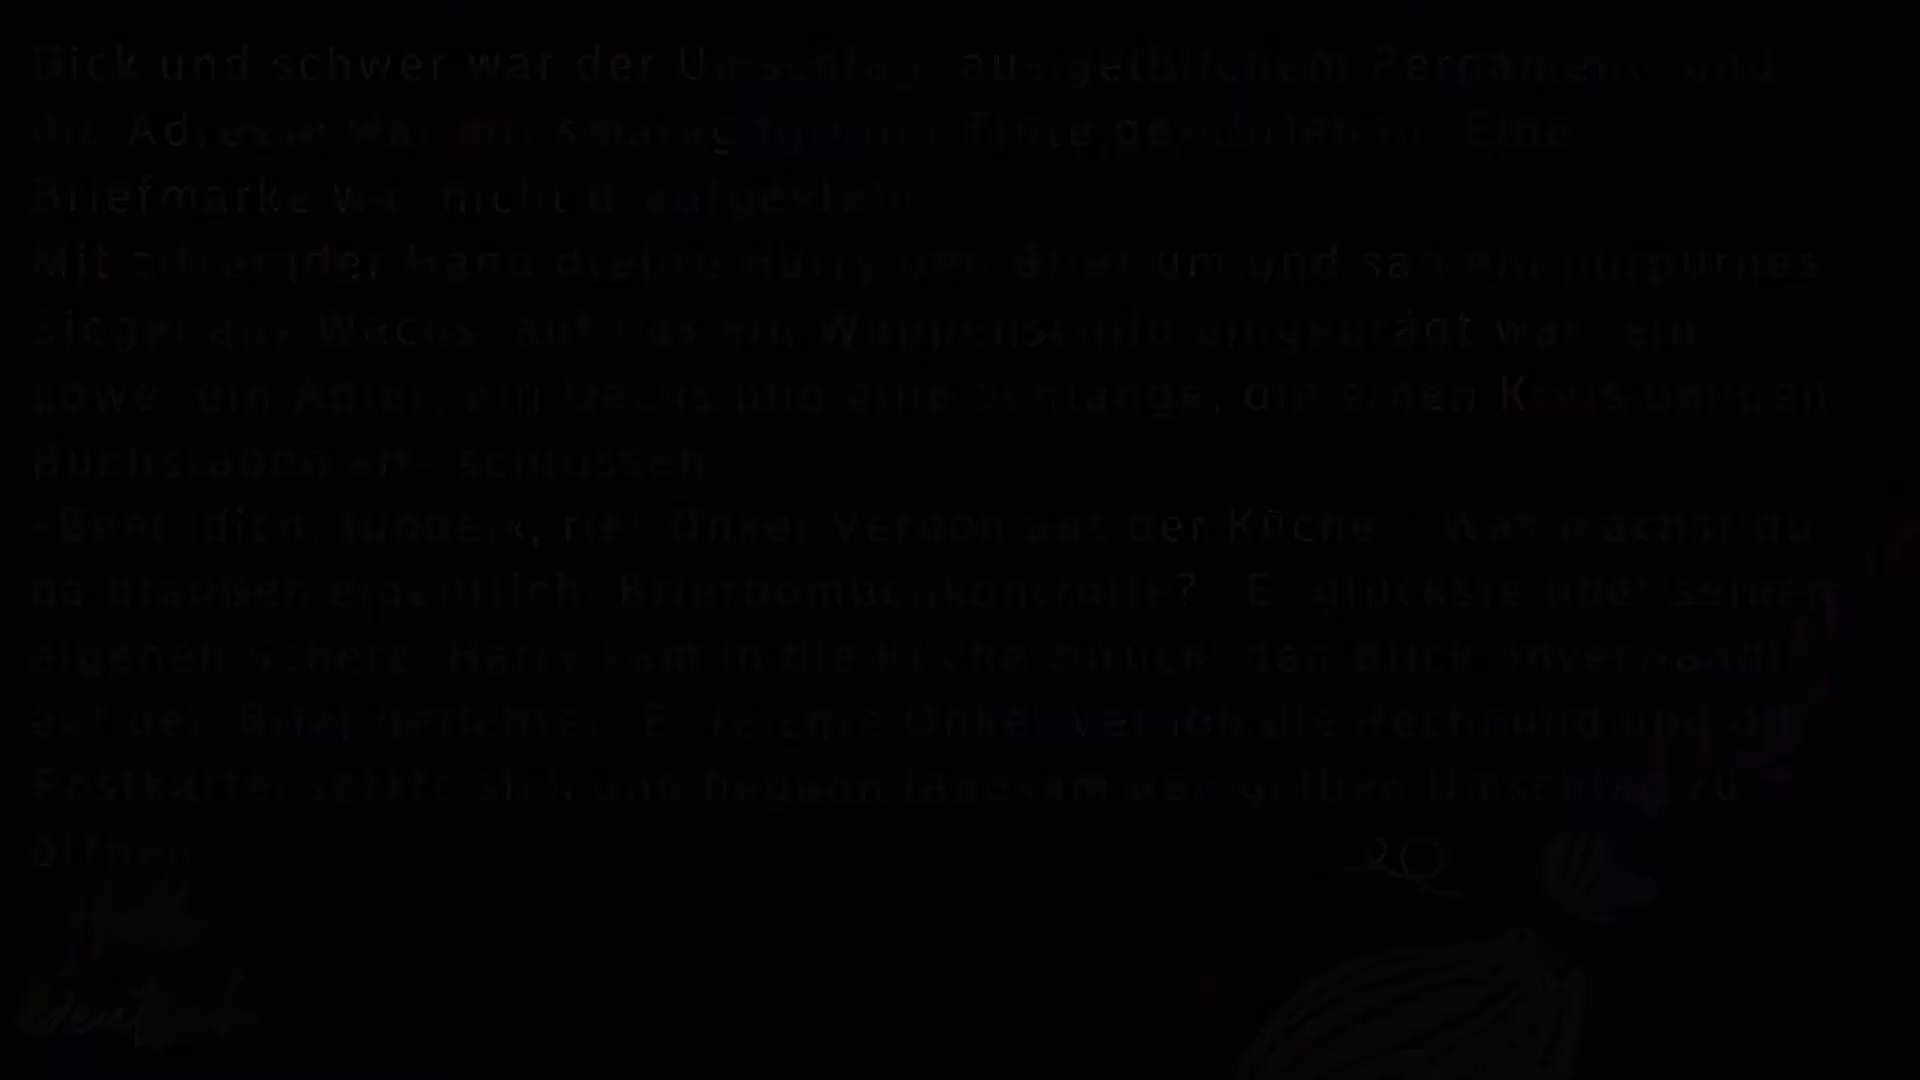 Dick und schwer war der Umschlag, aus gelblichem Pergament, und
die Adresse war mit smaragdgrüner Tinte geschrieben. Eine
Briefmarke war nicht draufgeklebt.
Mit zitternder Hand drehte Harry den Brief um und sah ein purpurnes
Siegel aus Wachs, auf das ein Wappenschild eingeprägt war: ein
Löwe, ein Adler, ein Dachs und eine Schlange, die einen Kreis um den
Buchstaben »H« schlossen.
»Beeil dich, Junge!«, rief Onkel Vernon aus der Küche. »Was machst du
da draußen eigentlich, Briefbombenkontrolle?« Er gluckste über seinen
eigenen Scherz. Harry kam in die Küche zurück, den Blick unverwandt
auf den Brief gerichtet. Er reichte Onkel Vernon die Rechnung und die
Postkarte, setzte sich und begann langsam den gelben Umschlag zu
öffnen.